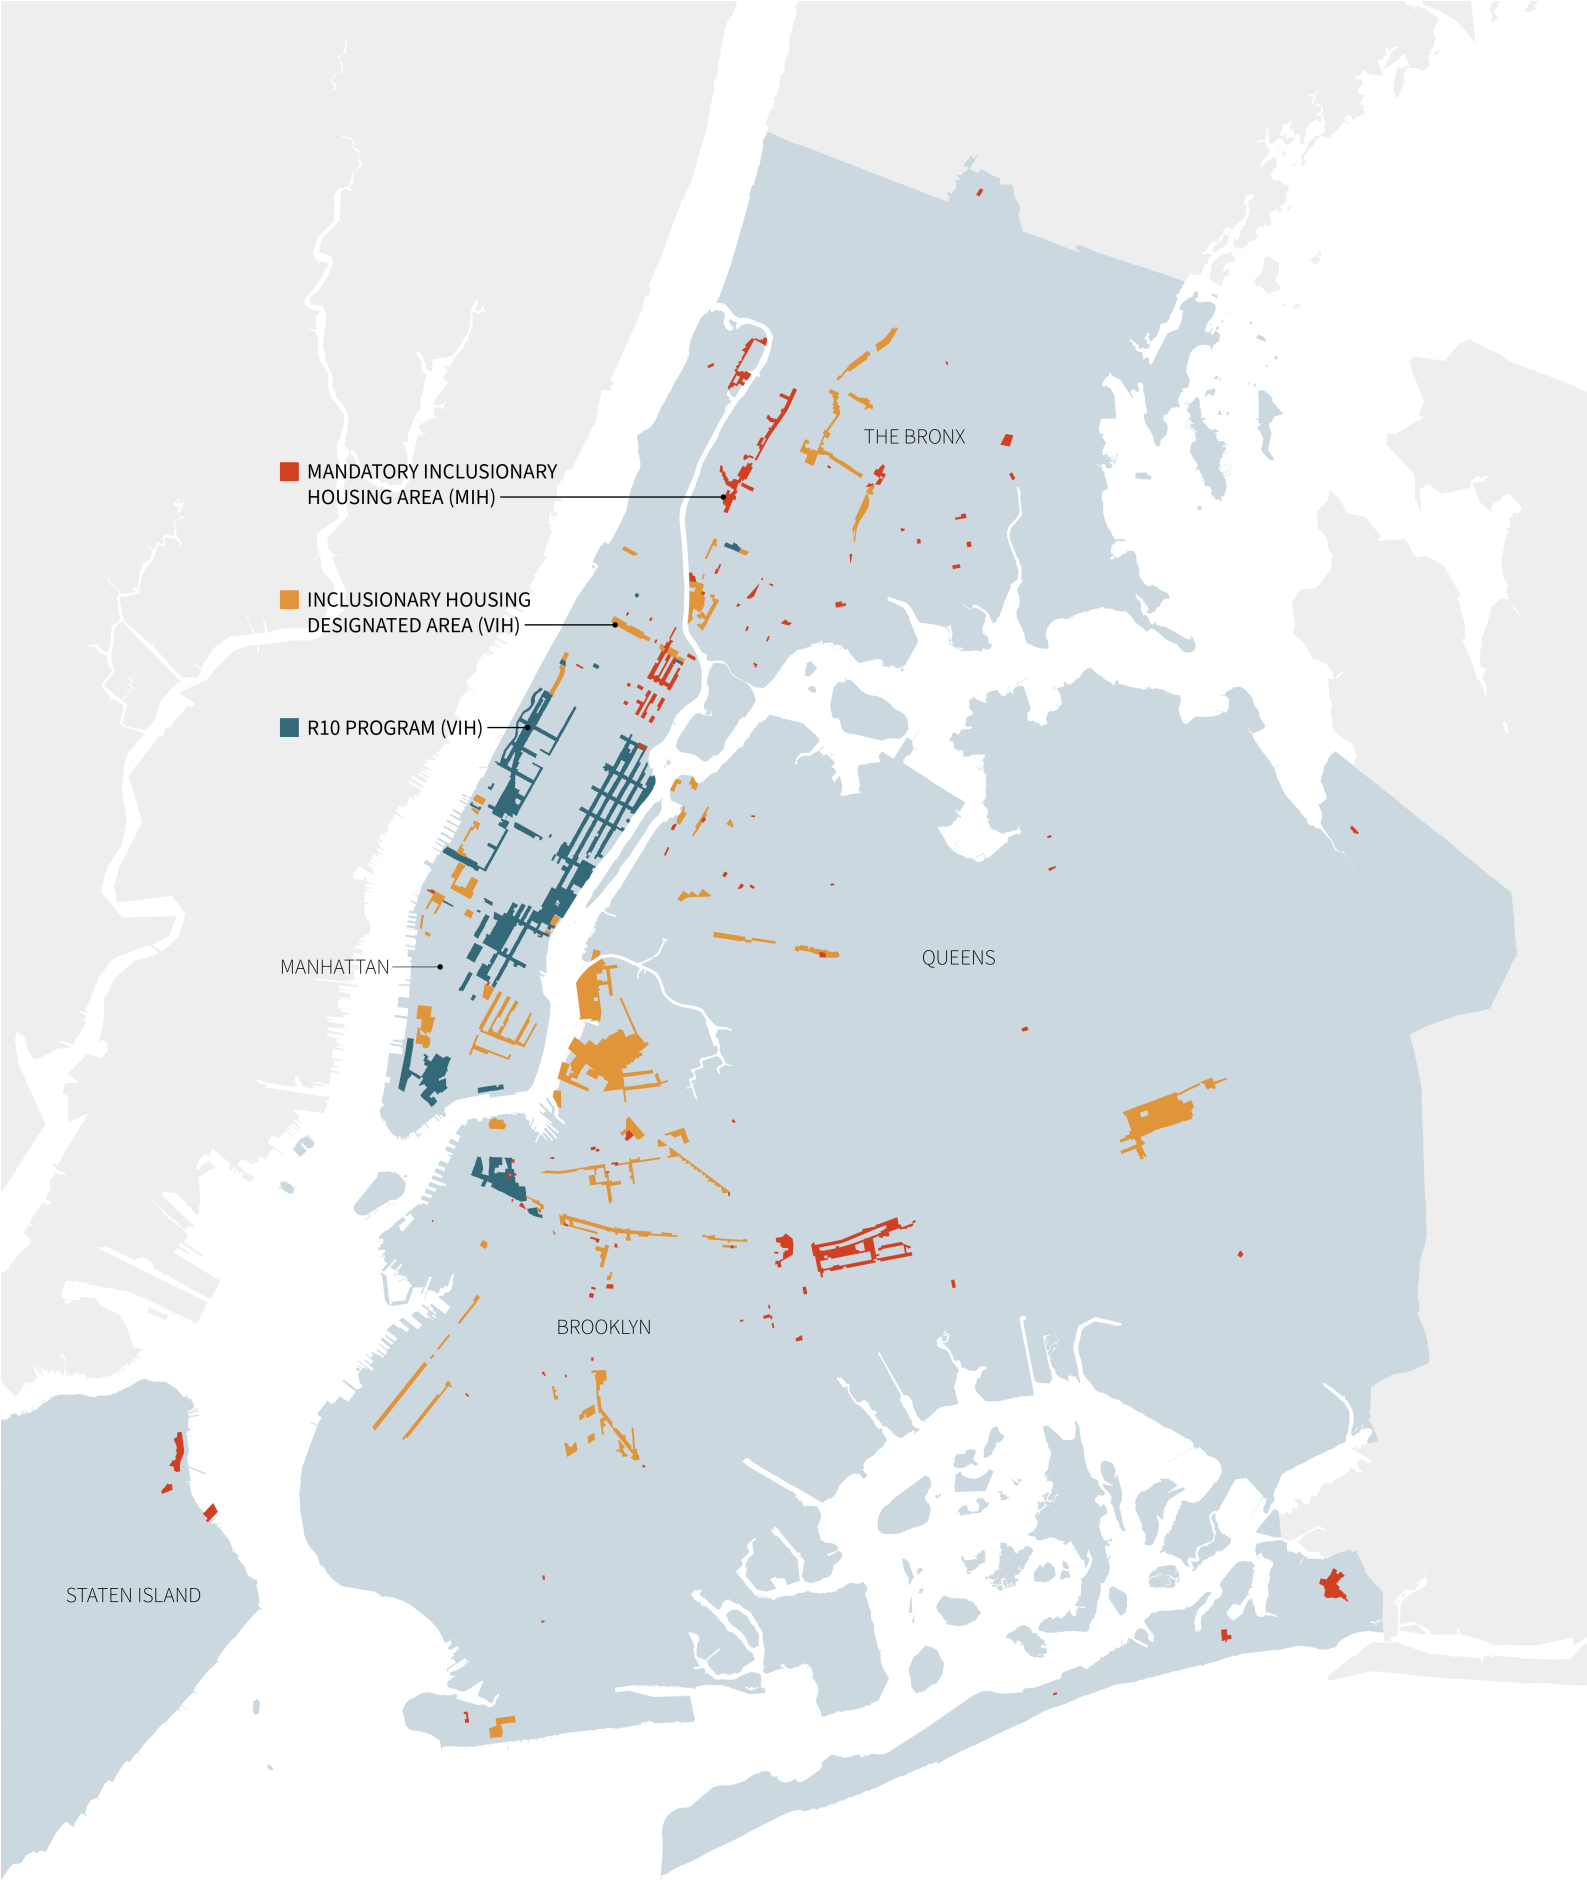 THE BRONX
MANDATORY INCLUSIONARY
HOUSING AREA (MIH)
INCLUSIONARY HOUSING
DESIGNATED AREA (VIH)
R10 PROGRAM (VIH)
QUEENS
MANHATTAN
BROOKLYN
STATEN ISLAND